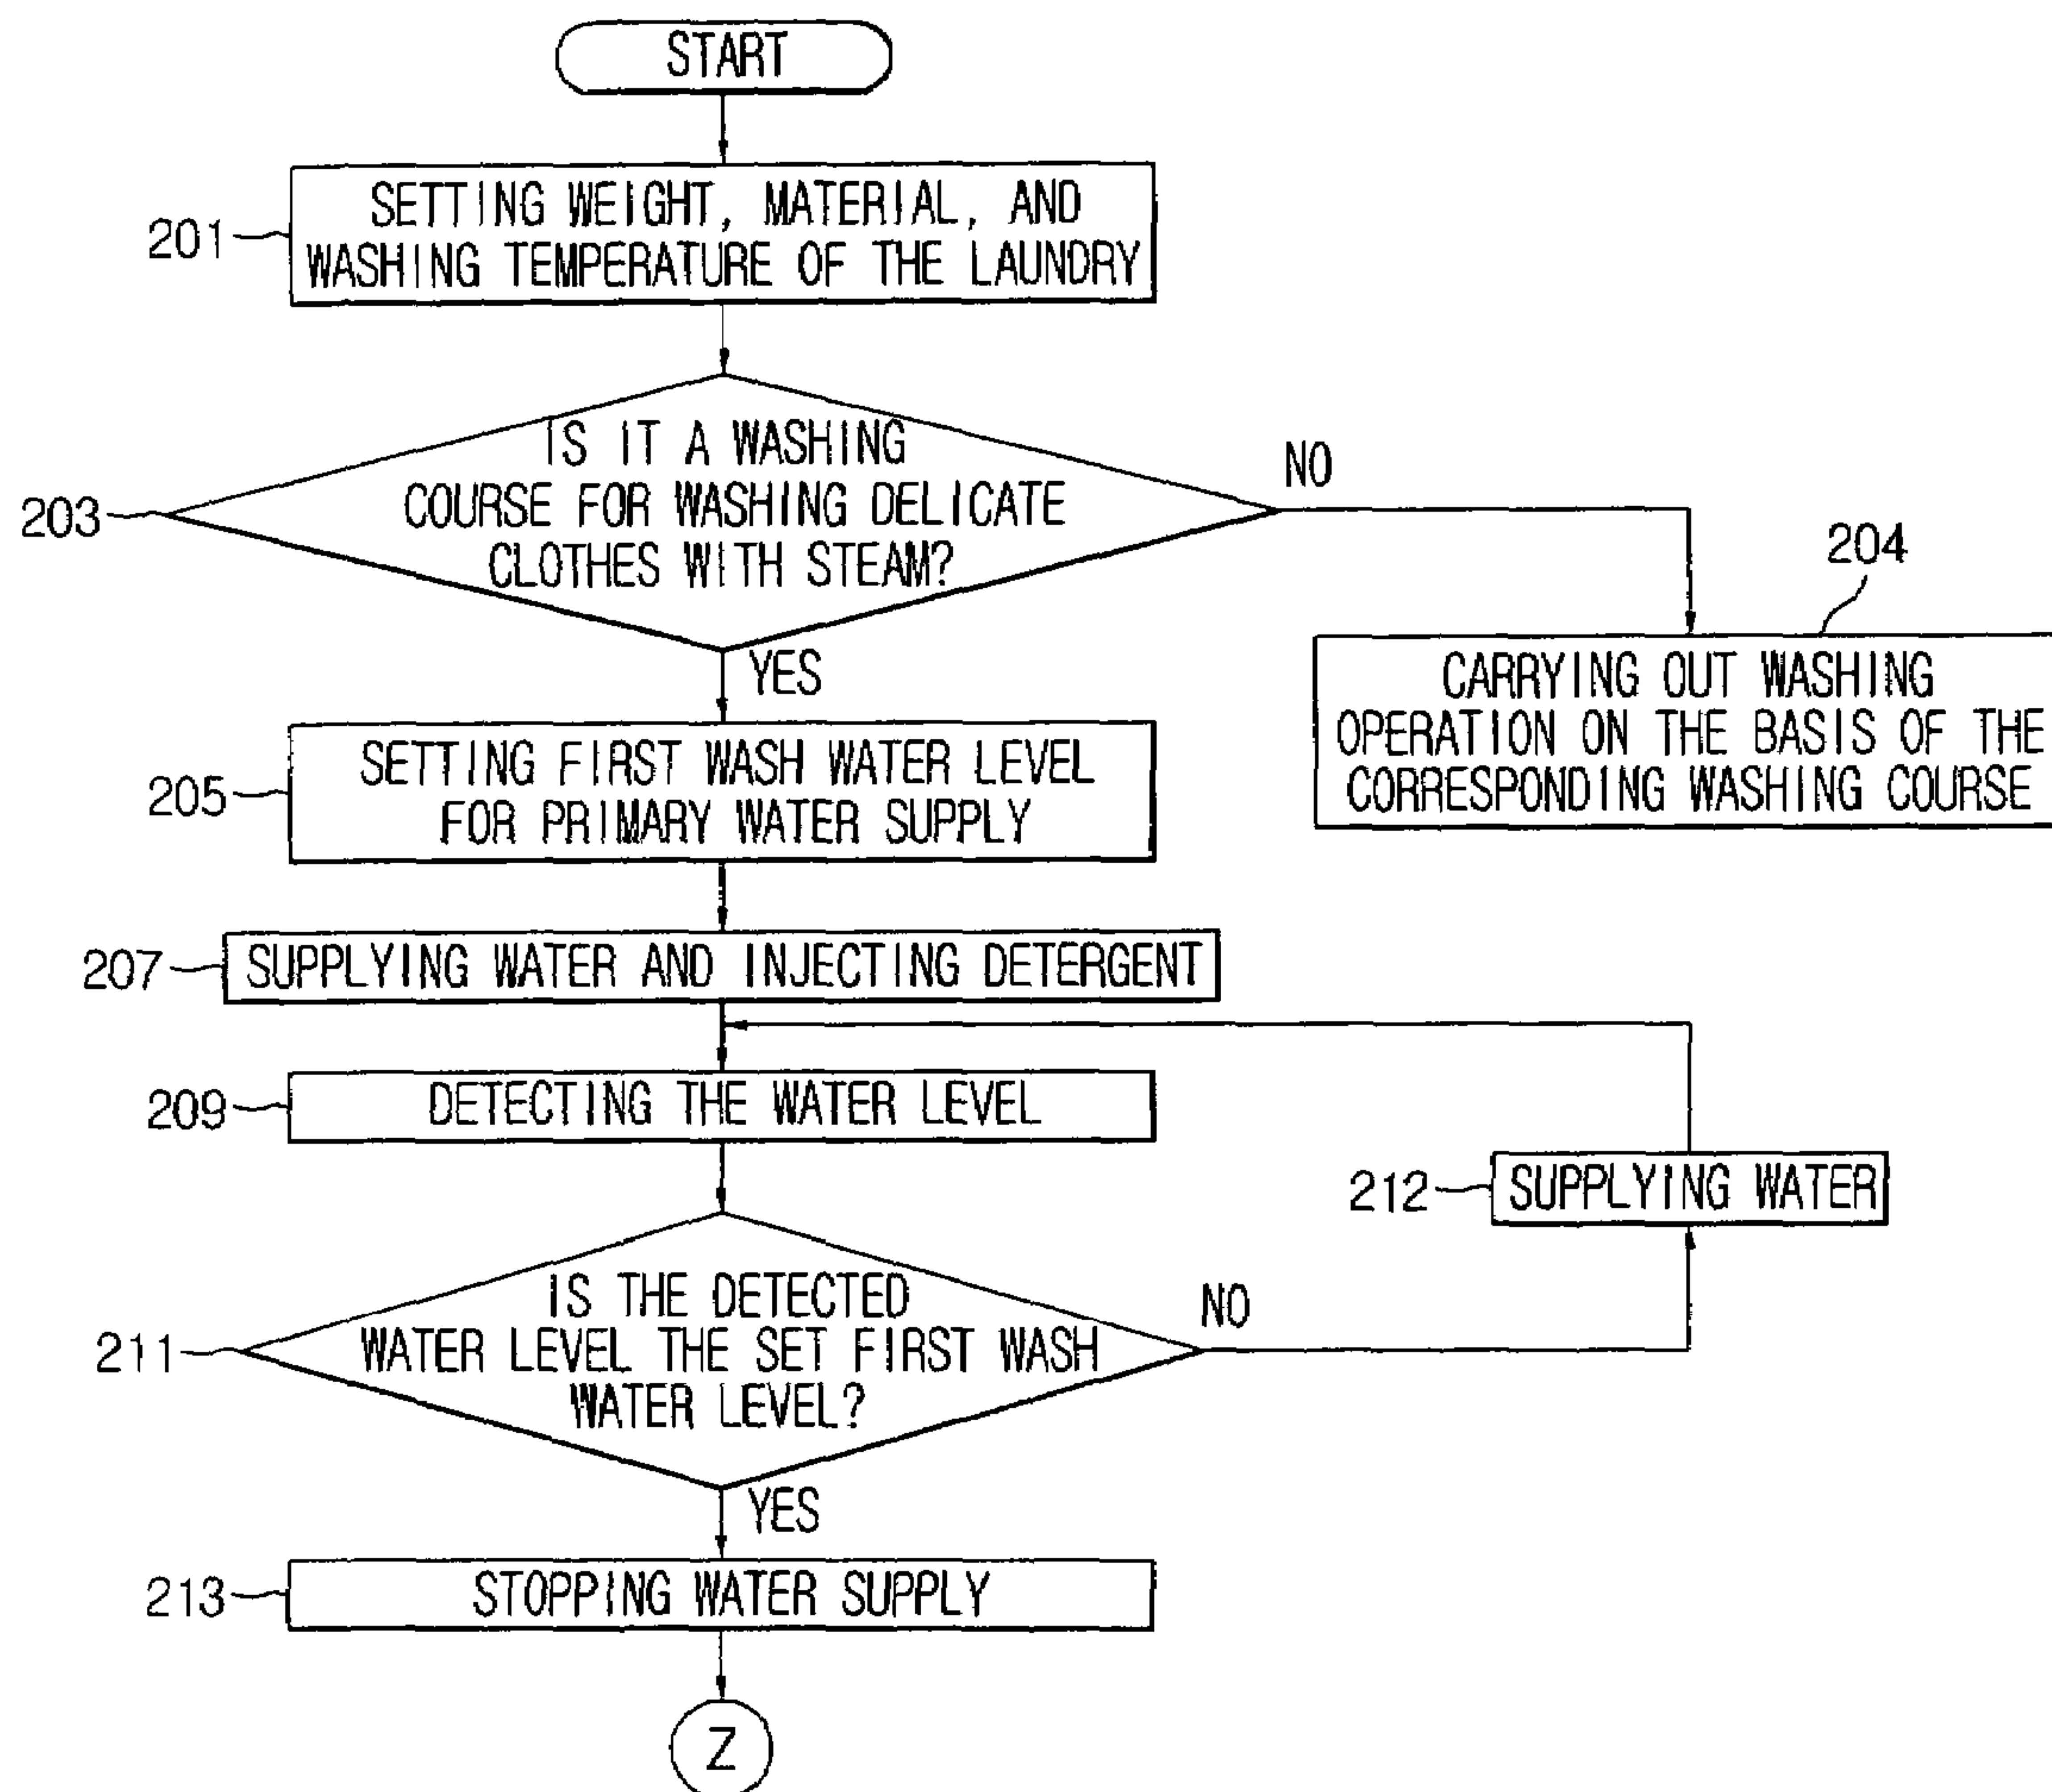 START
201
SETTING WEIGHT, MATERIAL, AND
WASHING TEMPERATURE OF THE LAUNDRY
203
IS IT A WASHING
COURSE FOR WASHING DELICATE
CLOTHES WITH STEAM?
NO
204
CARRYING OUT WASHING
OPERATION ON THE BASIS OF THE
CORRESPONDING WASHING COURSE
YES
205
SETTING FIRST WASH WATER LEVEL
FOR PRIMARY WATER SUPPLY
207
SUPPLYING WATER AND INJECTING DETERGENT
209
DETECTING THE WATER LEVEL
212
SUPPLYING WATER
211
IS THE DETECTED
WATER LEVEL THE SET FIRST WASH
WATER LEVEL?
NO
YES
213
STOPPING WATER SUPPLY
Z